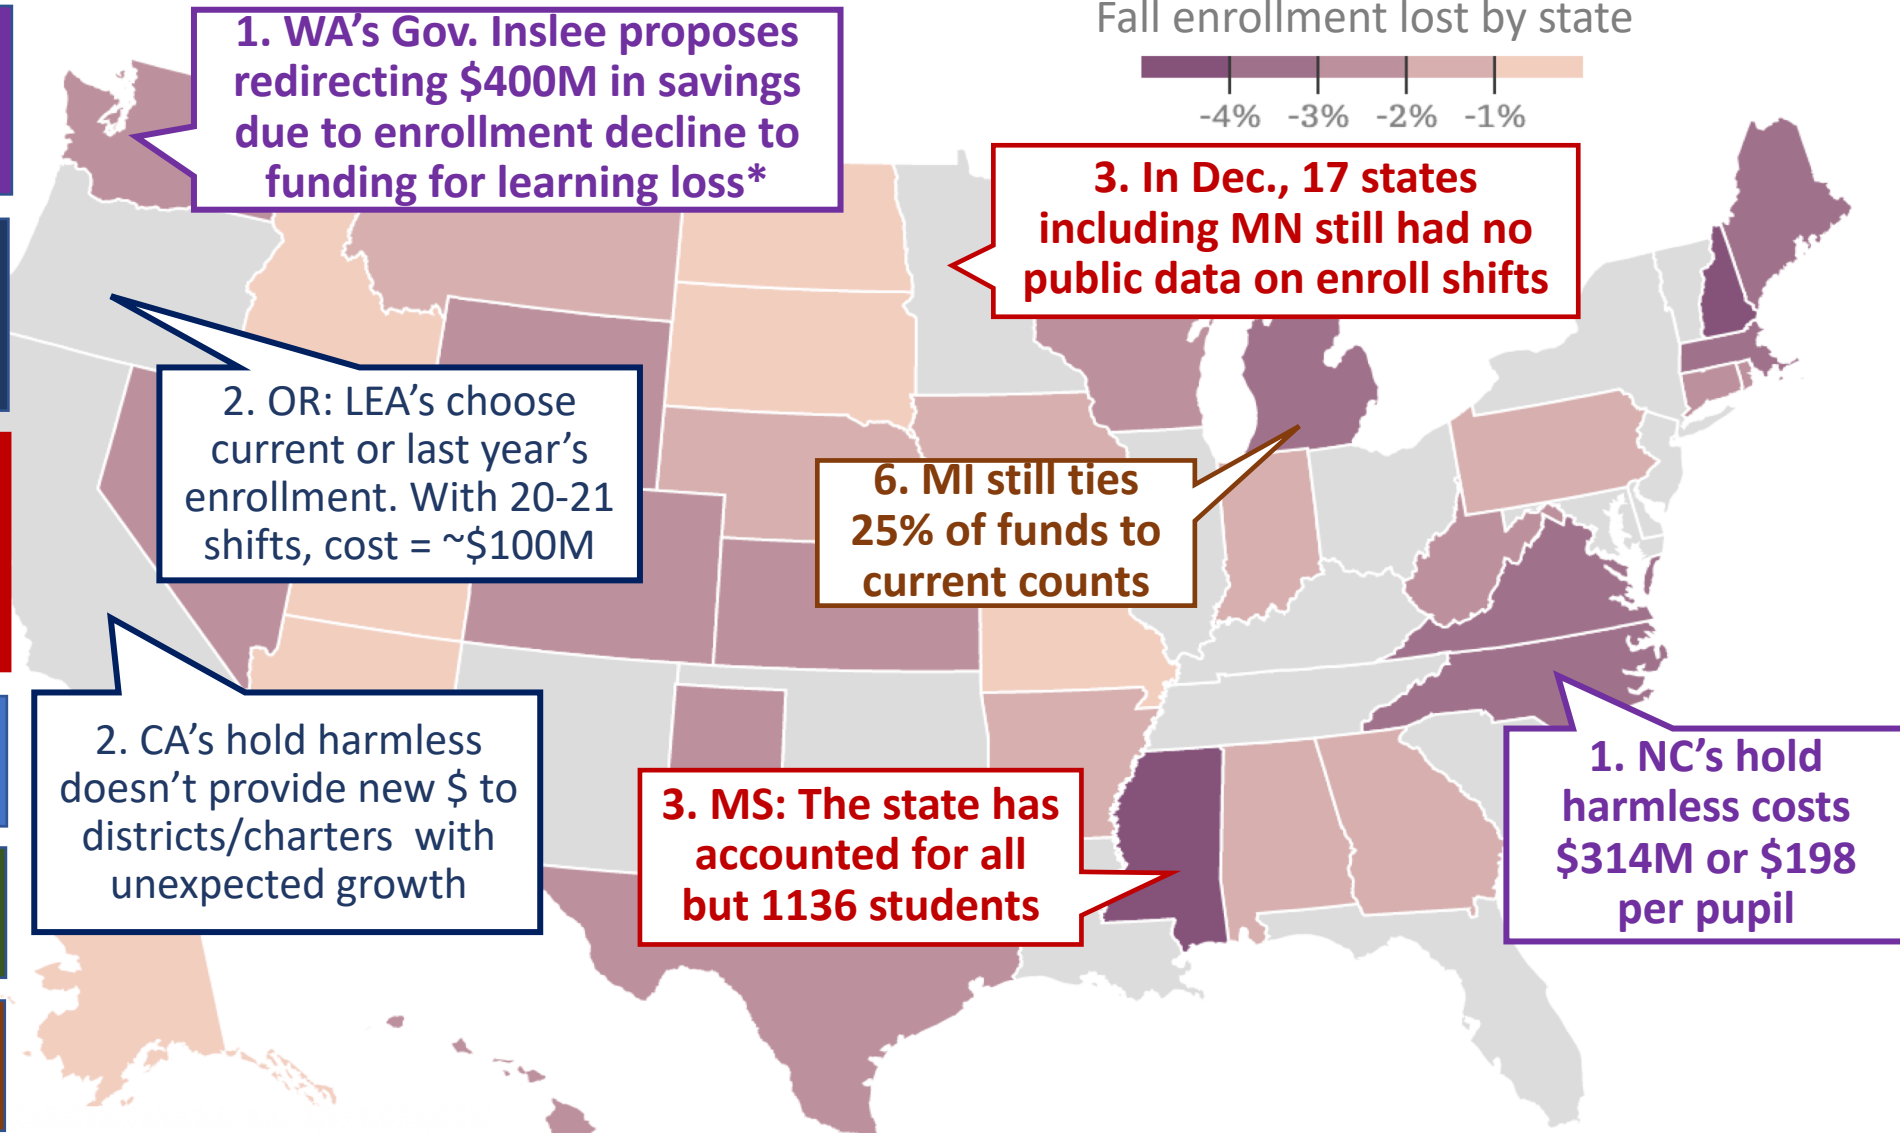 Fall enrollment lost by state
-4% -3% -2% -1%
1. WA's Gov. Inslee proposes
redirecting $400M in savings
due to enrollment decline to
funding for learning loss*
3. In Dec., 17 states
including MN still had no
public data on enroll shifts
2. OR: LEA's choose
current or last year's
enrollment. With 20-21
shifts, cost = ~$100M
6. MI still ties
25% of funds to
current counts
2. CA's hold harmless
doesn't provide new $ to
districts/charters with
unexpected growth
3. MS: The state has
accounted for all
but 1136 students
1. NC's hold
harmless costs
$314M or $198
per pupil